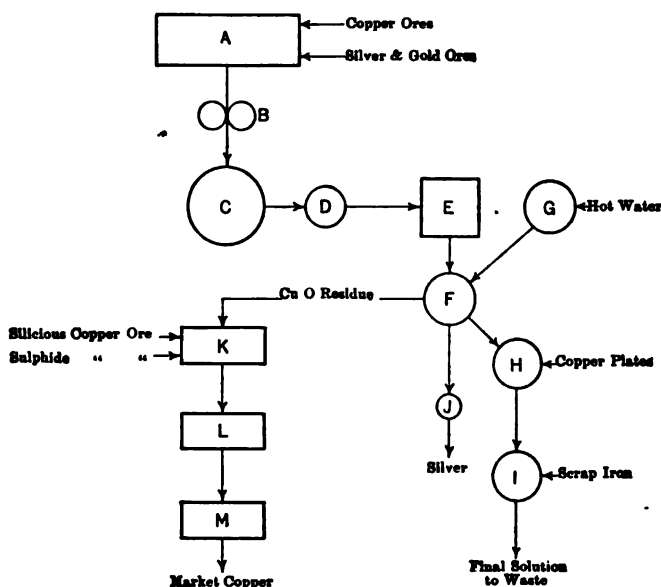 A
Copper Ores
Silver & Gold Ores
B
C
D
E
G
Hot Water
Cu O Residue
F
Silicious Copper Ore
Sulphide “ “
K
H
Copper Plates
J
L
Silver
I
Scrap Iron
M
Market Copper
Final Solution
to Waste